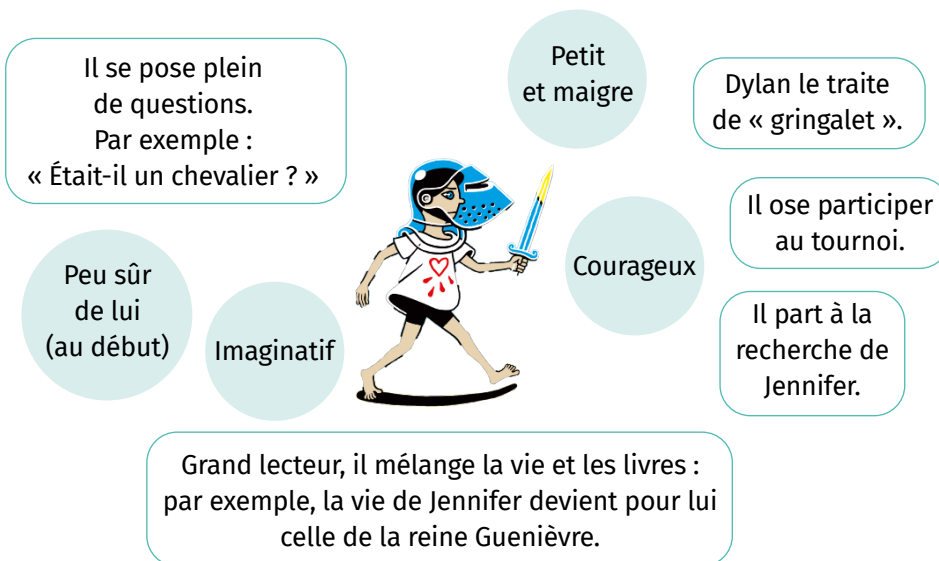 Il se pose plein
de questions.
Par exemple :
« Était-il un chevalier ? »
Petit
et maigre
Dylan le traite
de « gringalet ».
Peu sûr
de lui
(au début)
Imaginatif
Courageux
Il ose participer
au tournoi.
Il part à la
recherche de
Jennifer.
Grand lecteur, il mélange la vie et les livres :
par exemple, la vie de Jennifer devient pour lui
celle de la reine Guenièvre.